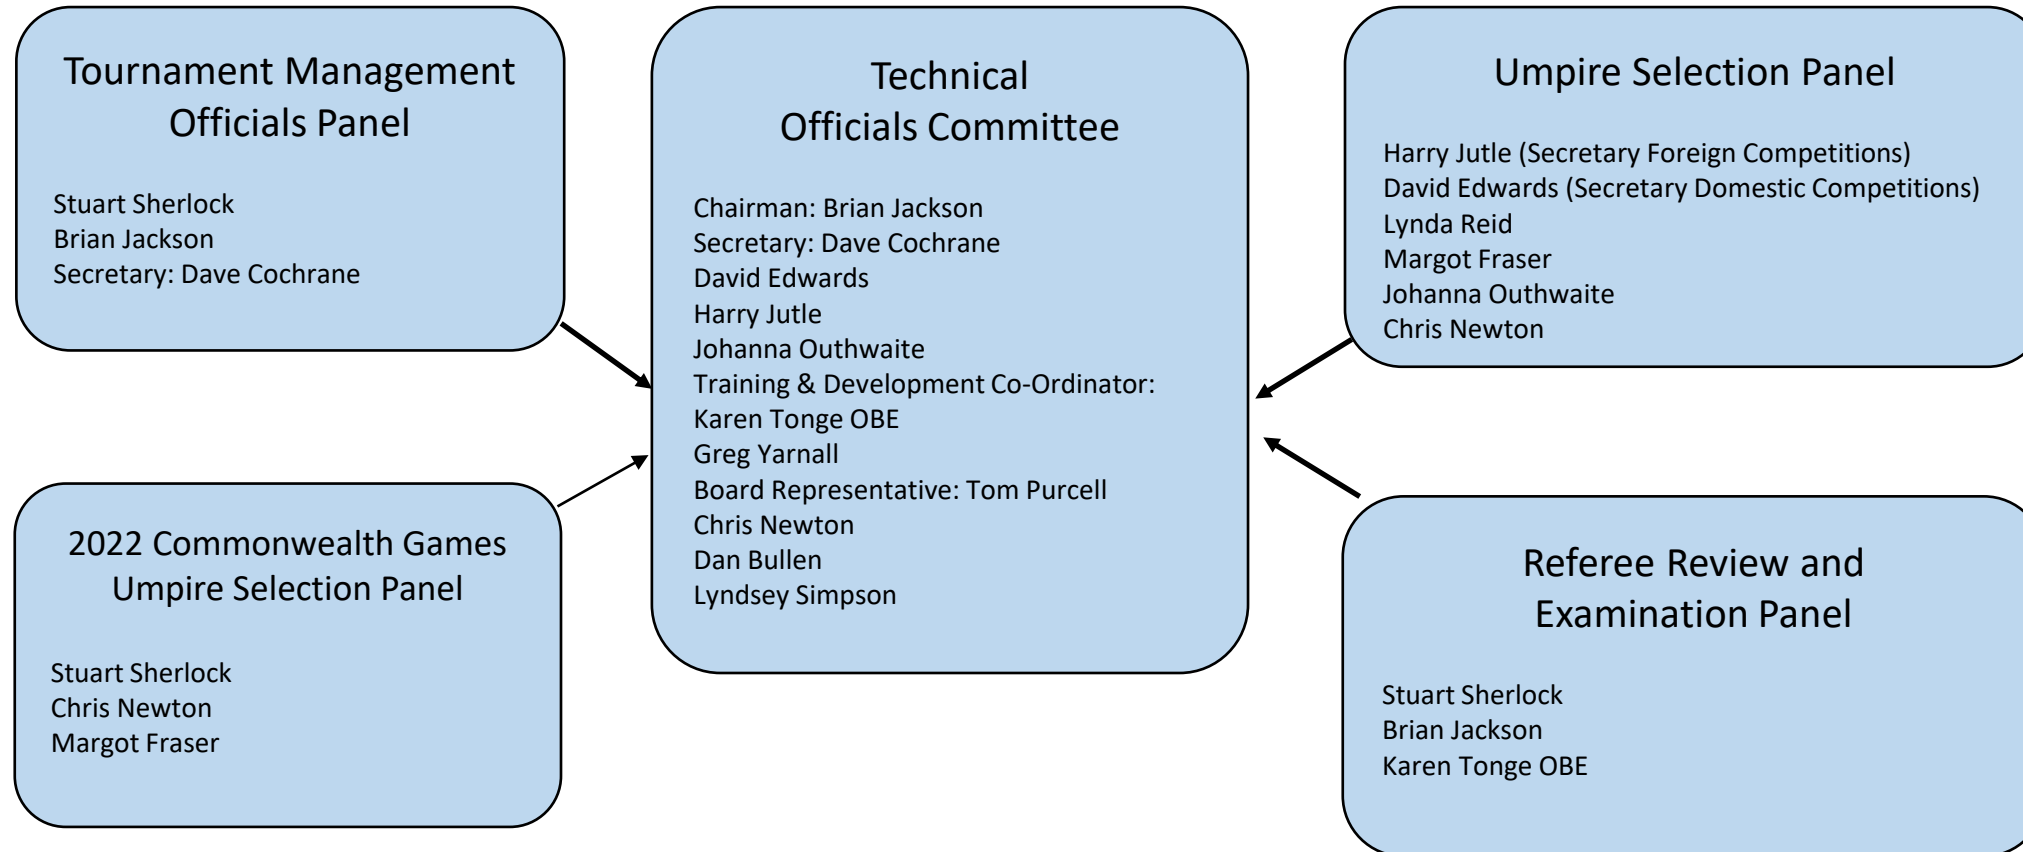 Tournament Management
Officials Panel
Stuart Sherlock
Brian Jackson
Secretary: Dave Cochrane
Technical
Officials Committee
Chairman: Brian Jackson
Secretary: Dave Cochrane
David Edwards
Harry Jutle
Johanna Outhwaite
Training & Development Co-Ordinator:
Karen Tonge OBE
Greg Yarnall
Board Representative: Tom Purcell
Chris Newton
Dan Bullen
Lyndsey Simpson
Umpire Selection Panel
Harry Jutle (Secretary Foreign Competitions)
David Edwards (Secretary Domestic Competitions)
Lynda Reid
Margot Fraser
Johanna Outhwaite
Chris Newton
2022 Commonwealth Games
Umpire Selection Panel
Stuart Sherlock
Chris Newton
Margot Fraser
Referee Review and
Examination Panel
Stuart Sherlock
Brian Jackson
Karen Tonge OBE